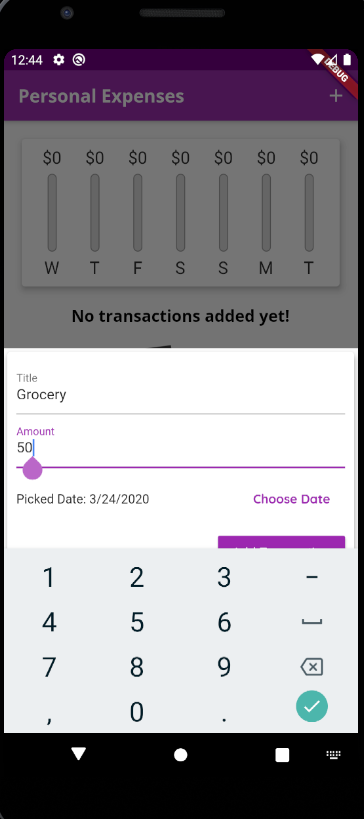 12:44
DEBUG
Personal Expenses +
$0 $0 $0 $0 $0 $0 $0
W T F S S M T
No transactions added yet!
Title
Grocery
Amount
50
Picked Date: 3/24/2020 Choose Date
1 2 3 -
4 5 6
7 8 9
, 0 .